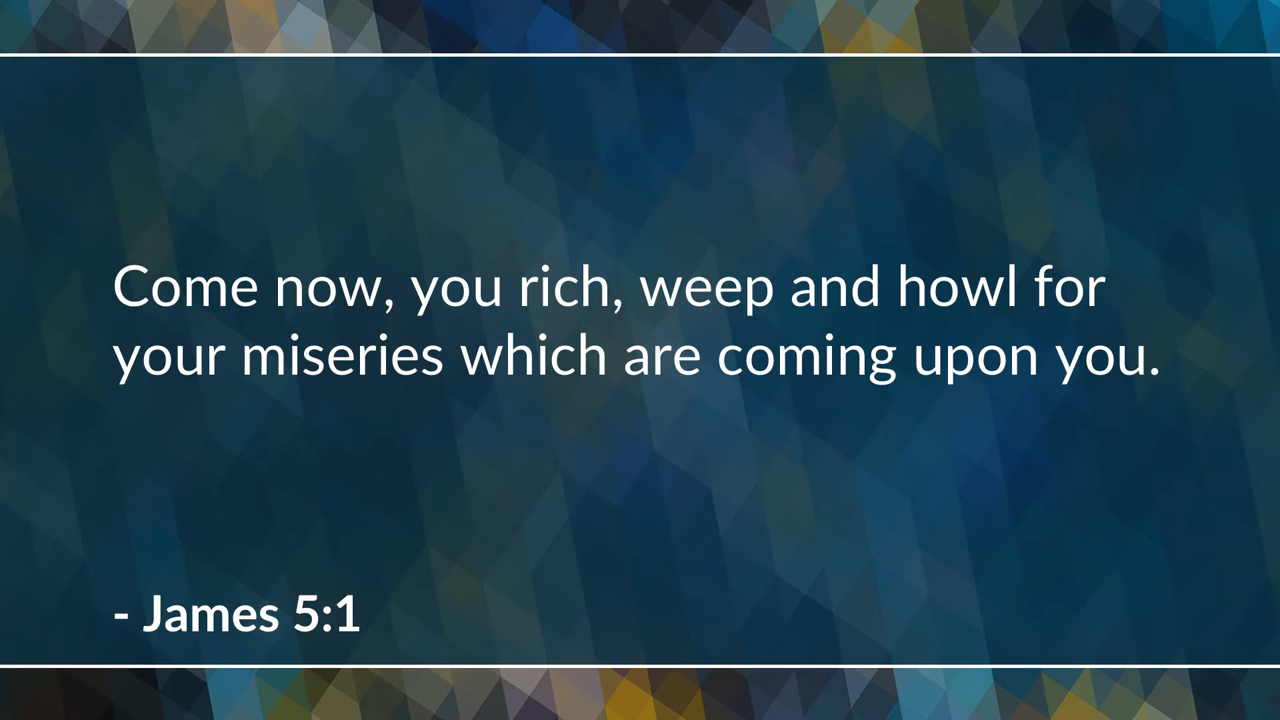 Come now, you rich, weep and howl for
your miseries which are coming upon you.
- James 5:1